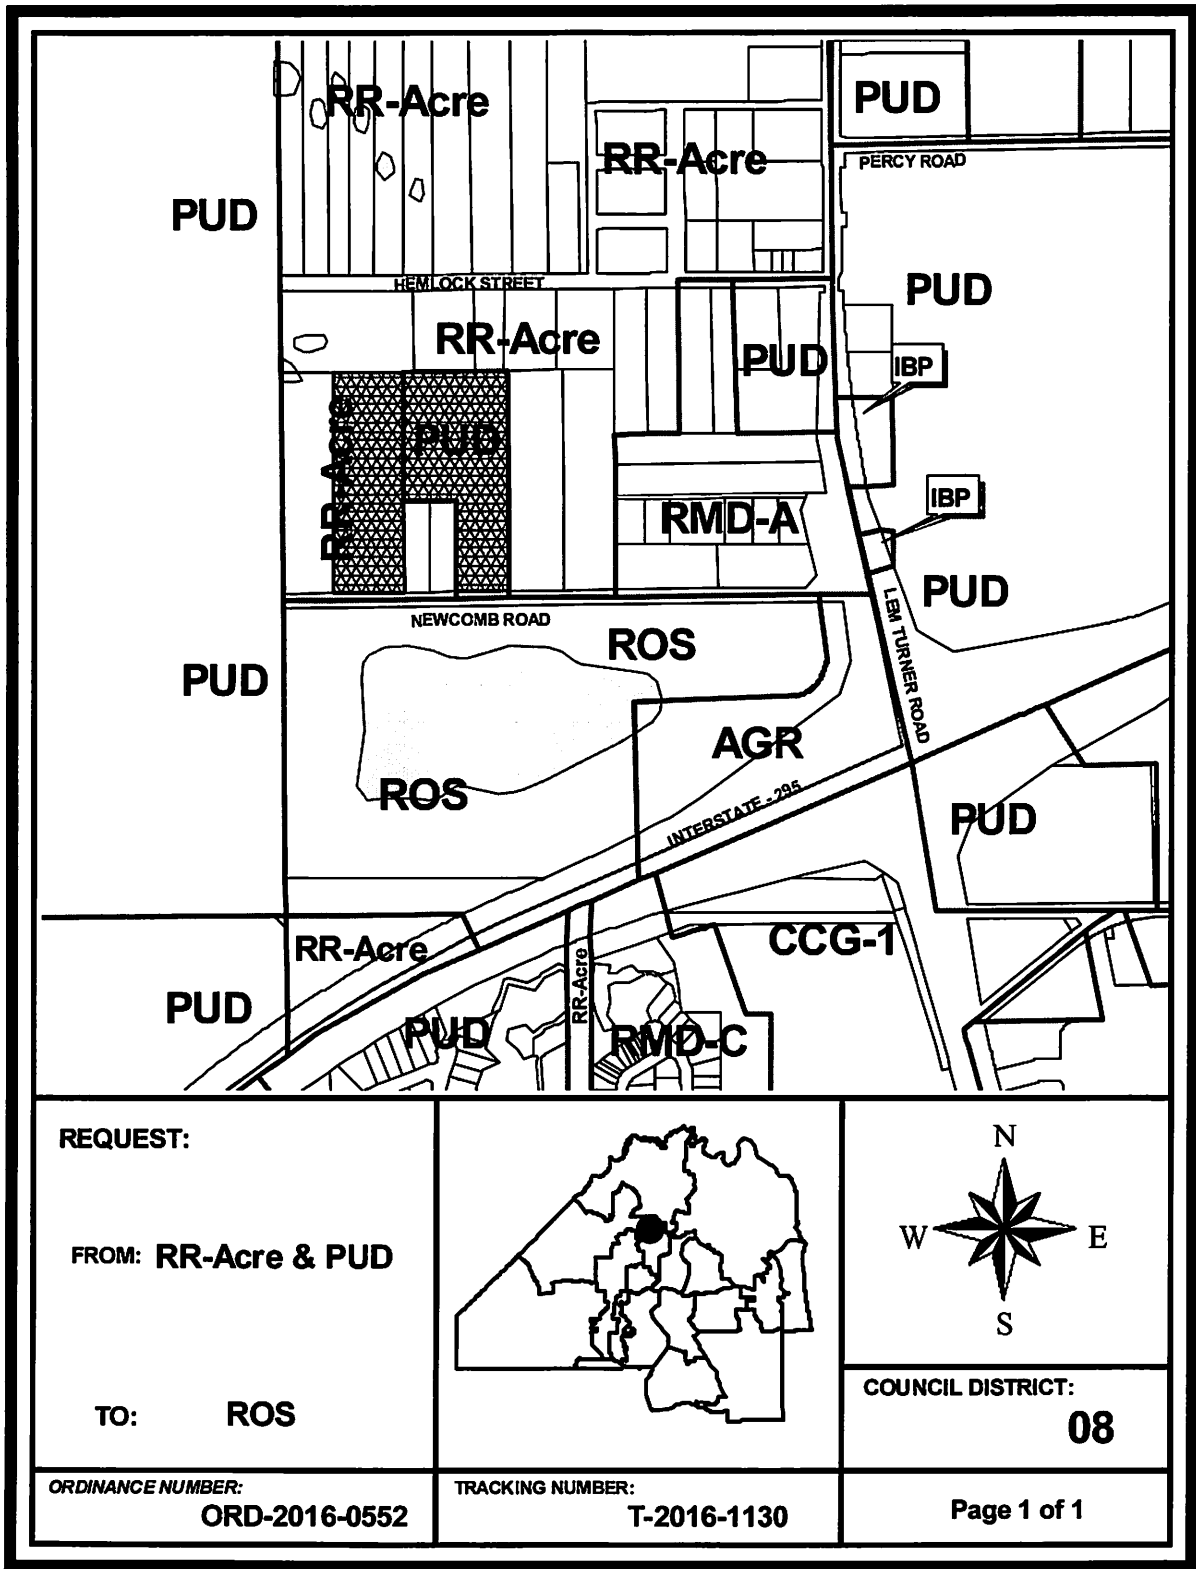 RR-Acre
PUD
RR-Acre
PERCY ROAD
PUD
HEMLOCK STREET
PUD
RR-Acre
PUD
IBP
RR-Acre
PUD
IBP
RMD-A
PUD
NEWCOMB ROAD
LEM TURNER ROAD
ROS
PUD
AGR
ROS
INTERSTATE - 295
PUD
RR-Acre
CCG-1
RR-Acre
PUD
PUD
RMD-C
REQUEST:
FROM: RR-Acre & PUD
TO: ROS
N
W E
S
COUNCIL DISTRICT:
08
ORDINANCE NUMBER:
ORD-2016-0552
TRACKING NUMBER:
T-2016-1130
Page 1 of 1